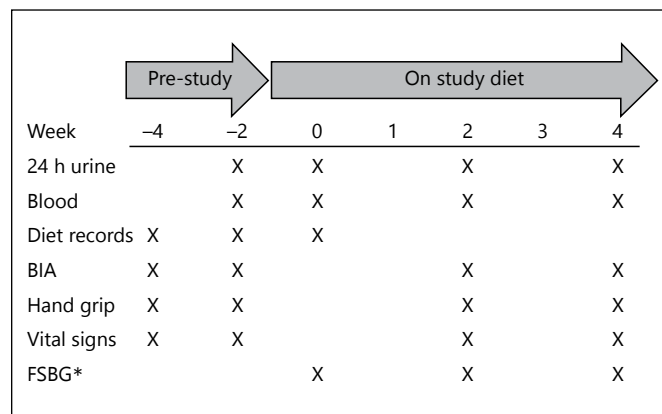 Pre-study On study diet
Week –4 –2 0 1 2 3 4
24 h urine X X X X
Blood X X X X
Diet records X X X
BIA X X X X
Hand grip X X X X
Vital signs X X X X
FSBG* X X X